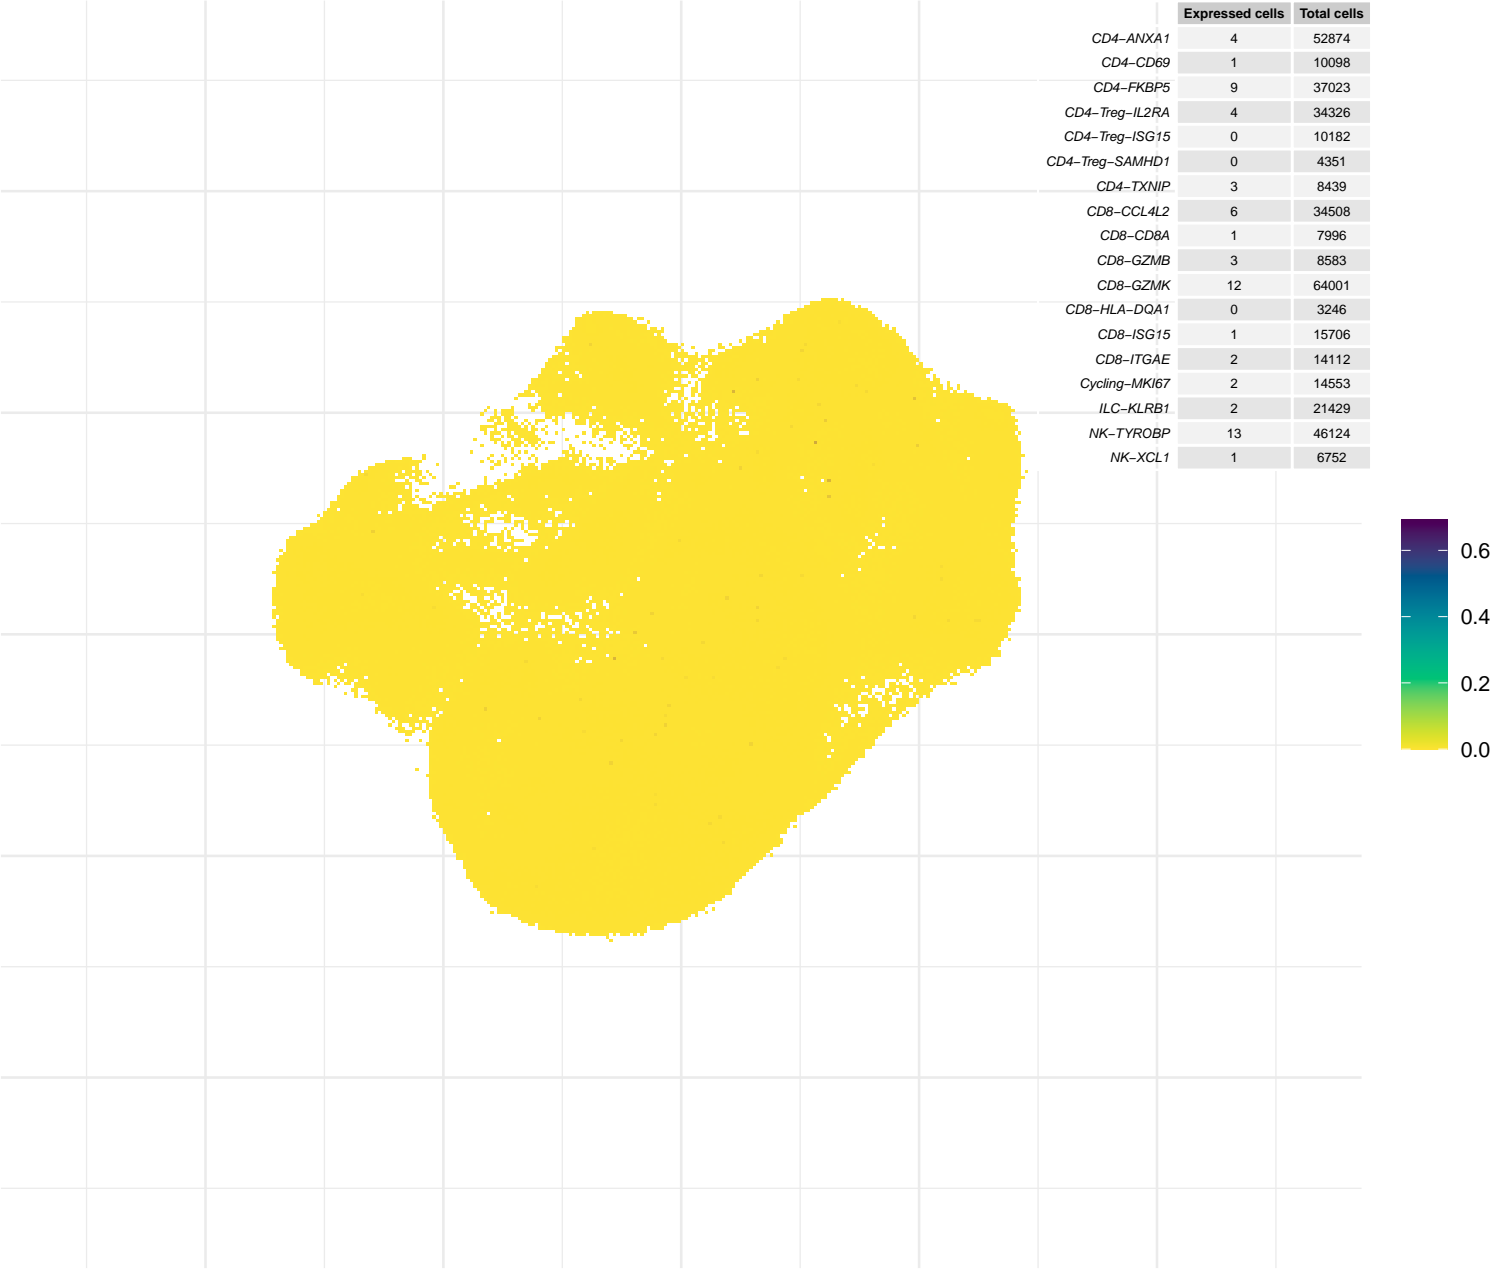 Expressed cells Total cells
CD4−ANXA1 4 52874
CD4−CD69 1 10098
CD4−FKBP5 9 37023
CD4−Treg−IL2RA 4 34326
CD4−Treg−ISG15 0 10182
CD4−Treg−SAMHD1 0 4351
CD4−TXNIP 3 8439
CD8−CCL4L2 6 34508
CD8−CD8A 1 7996
CD8−GZMB 3 8583
CD8−GZMK 12 64001
CD8−HLA−DQA1 0 3246
CD8−ISG15 1 15706
CD8−ITGAE 2 14112
Cycling−MKI67 2 14553
ILC−KLRB1 2 21429
NK−TYROBP 13 46124
NK−XCL1 1 6752
0.6
0.4
0.2
0.0